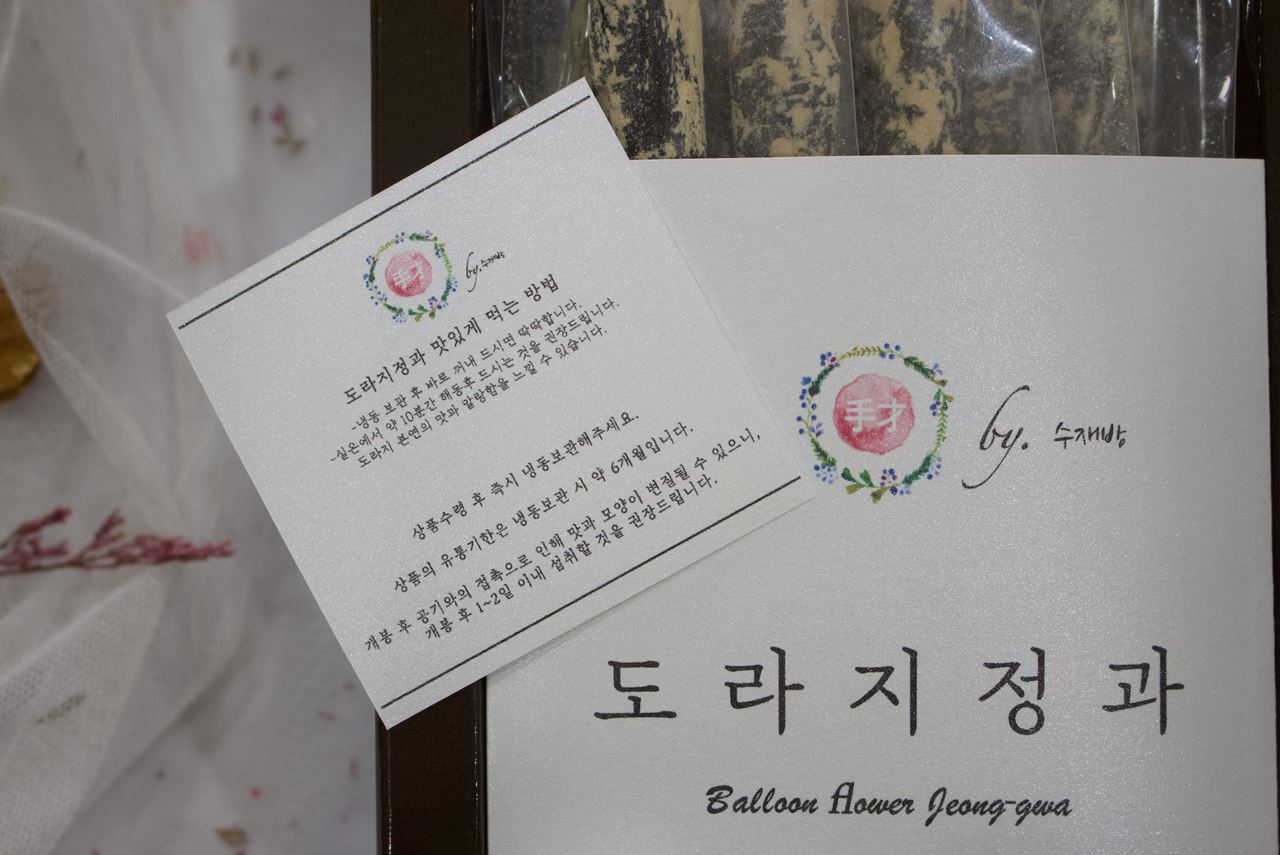 手才
by. 수재방
도라지정과 맛있게 먹는 방법
-냉동 보관 후 바로 꺼내 드시면 딱딱합니다.
-실온에서 약 10분간 해동후 드시는 것을 권장드립니다.
도라지 본연의 맛과 말랑함을 느낄 수 있습니다.
상품수령 후 즉시 냉동보관해주세요.
상품의 유통기한은 냉동보관 시 약 6개월입니다.
개봉 후 공기와의 접촉으로 인해 맛과 모양이 변질될 수 있으니,
개봉 후 1~2일 이내 섭취할 것을 권장드립니다.
手才
by. 수재방
도라지정과
Balloon flower Jeong-gwa